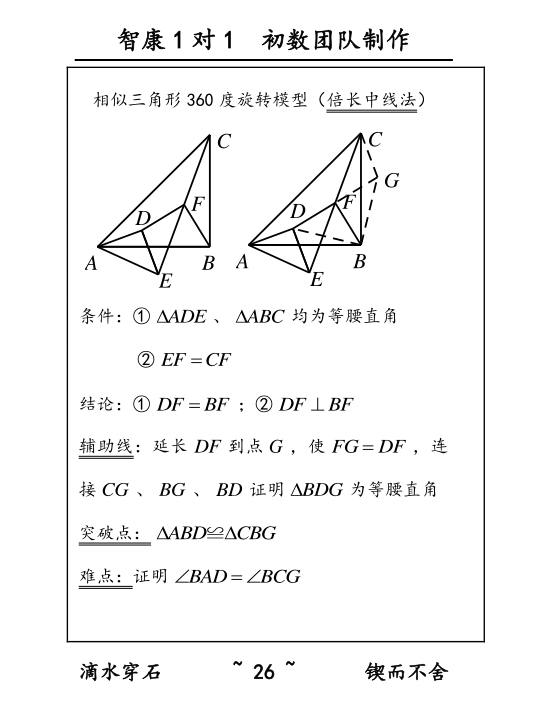 智康1对1 初数团队制作
相似三角形360度旋转模型（倍长中线法）
C C
G
F F
D D
A B A B
E E
条件：① ΔADE 、 ΔABC 均为等腰直角
② EF = CF
结论：① DF = BF ；② DF ⊥ BF
辅助线：延长 DF 到点 G ，使 FG = DF ，连
接 CG 、 BG 、 BD 证明 ΔBDG 为等腰直角
突破点： ΔABD≌ΔCBG
难点：证明 ∠BAD = ∠BCG
滴水穿石 ~ 26 ~ 锲而不舍